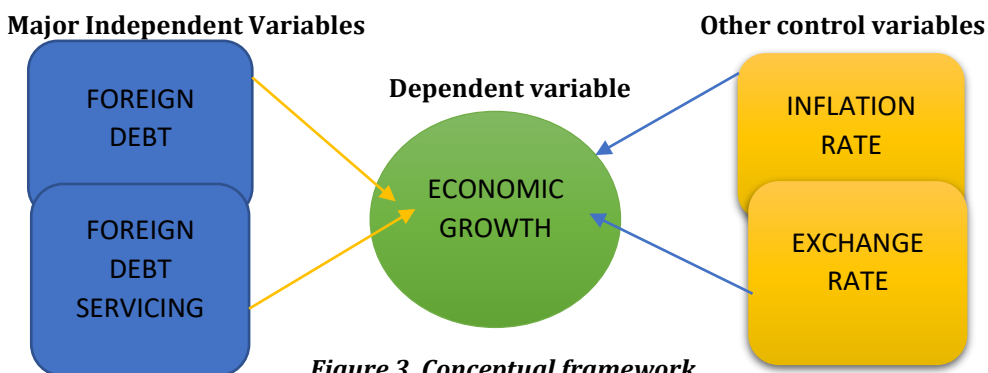 Major Independent Variables
Other control variables
FOREIGN
DEBT
Dependent variable
INFLATION
RATE
ECONOMIC
GROWTH
FOREIGN
DEBT
SERVICING
EXCHANGE
RATE
Figure 3. Conceptual framework